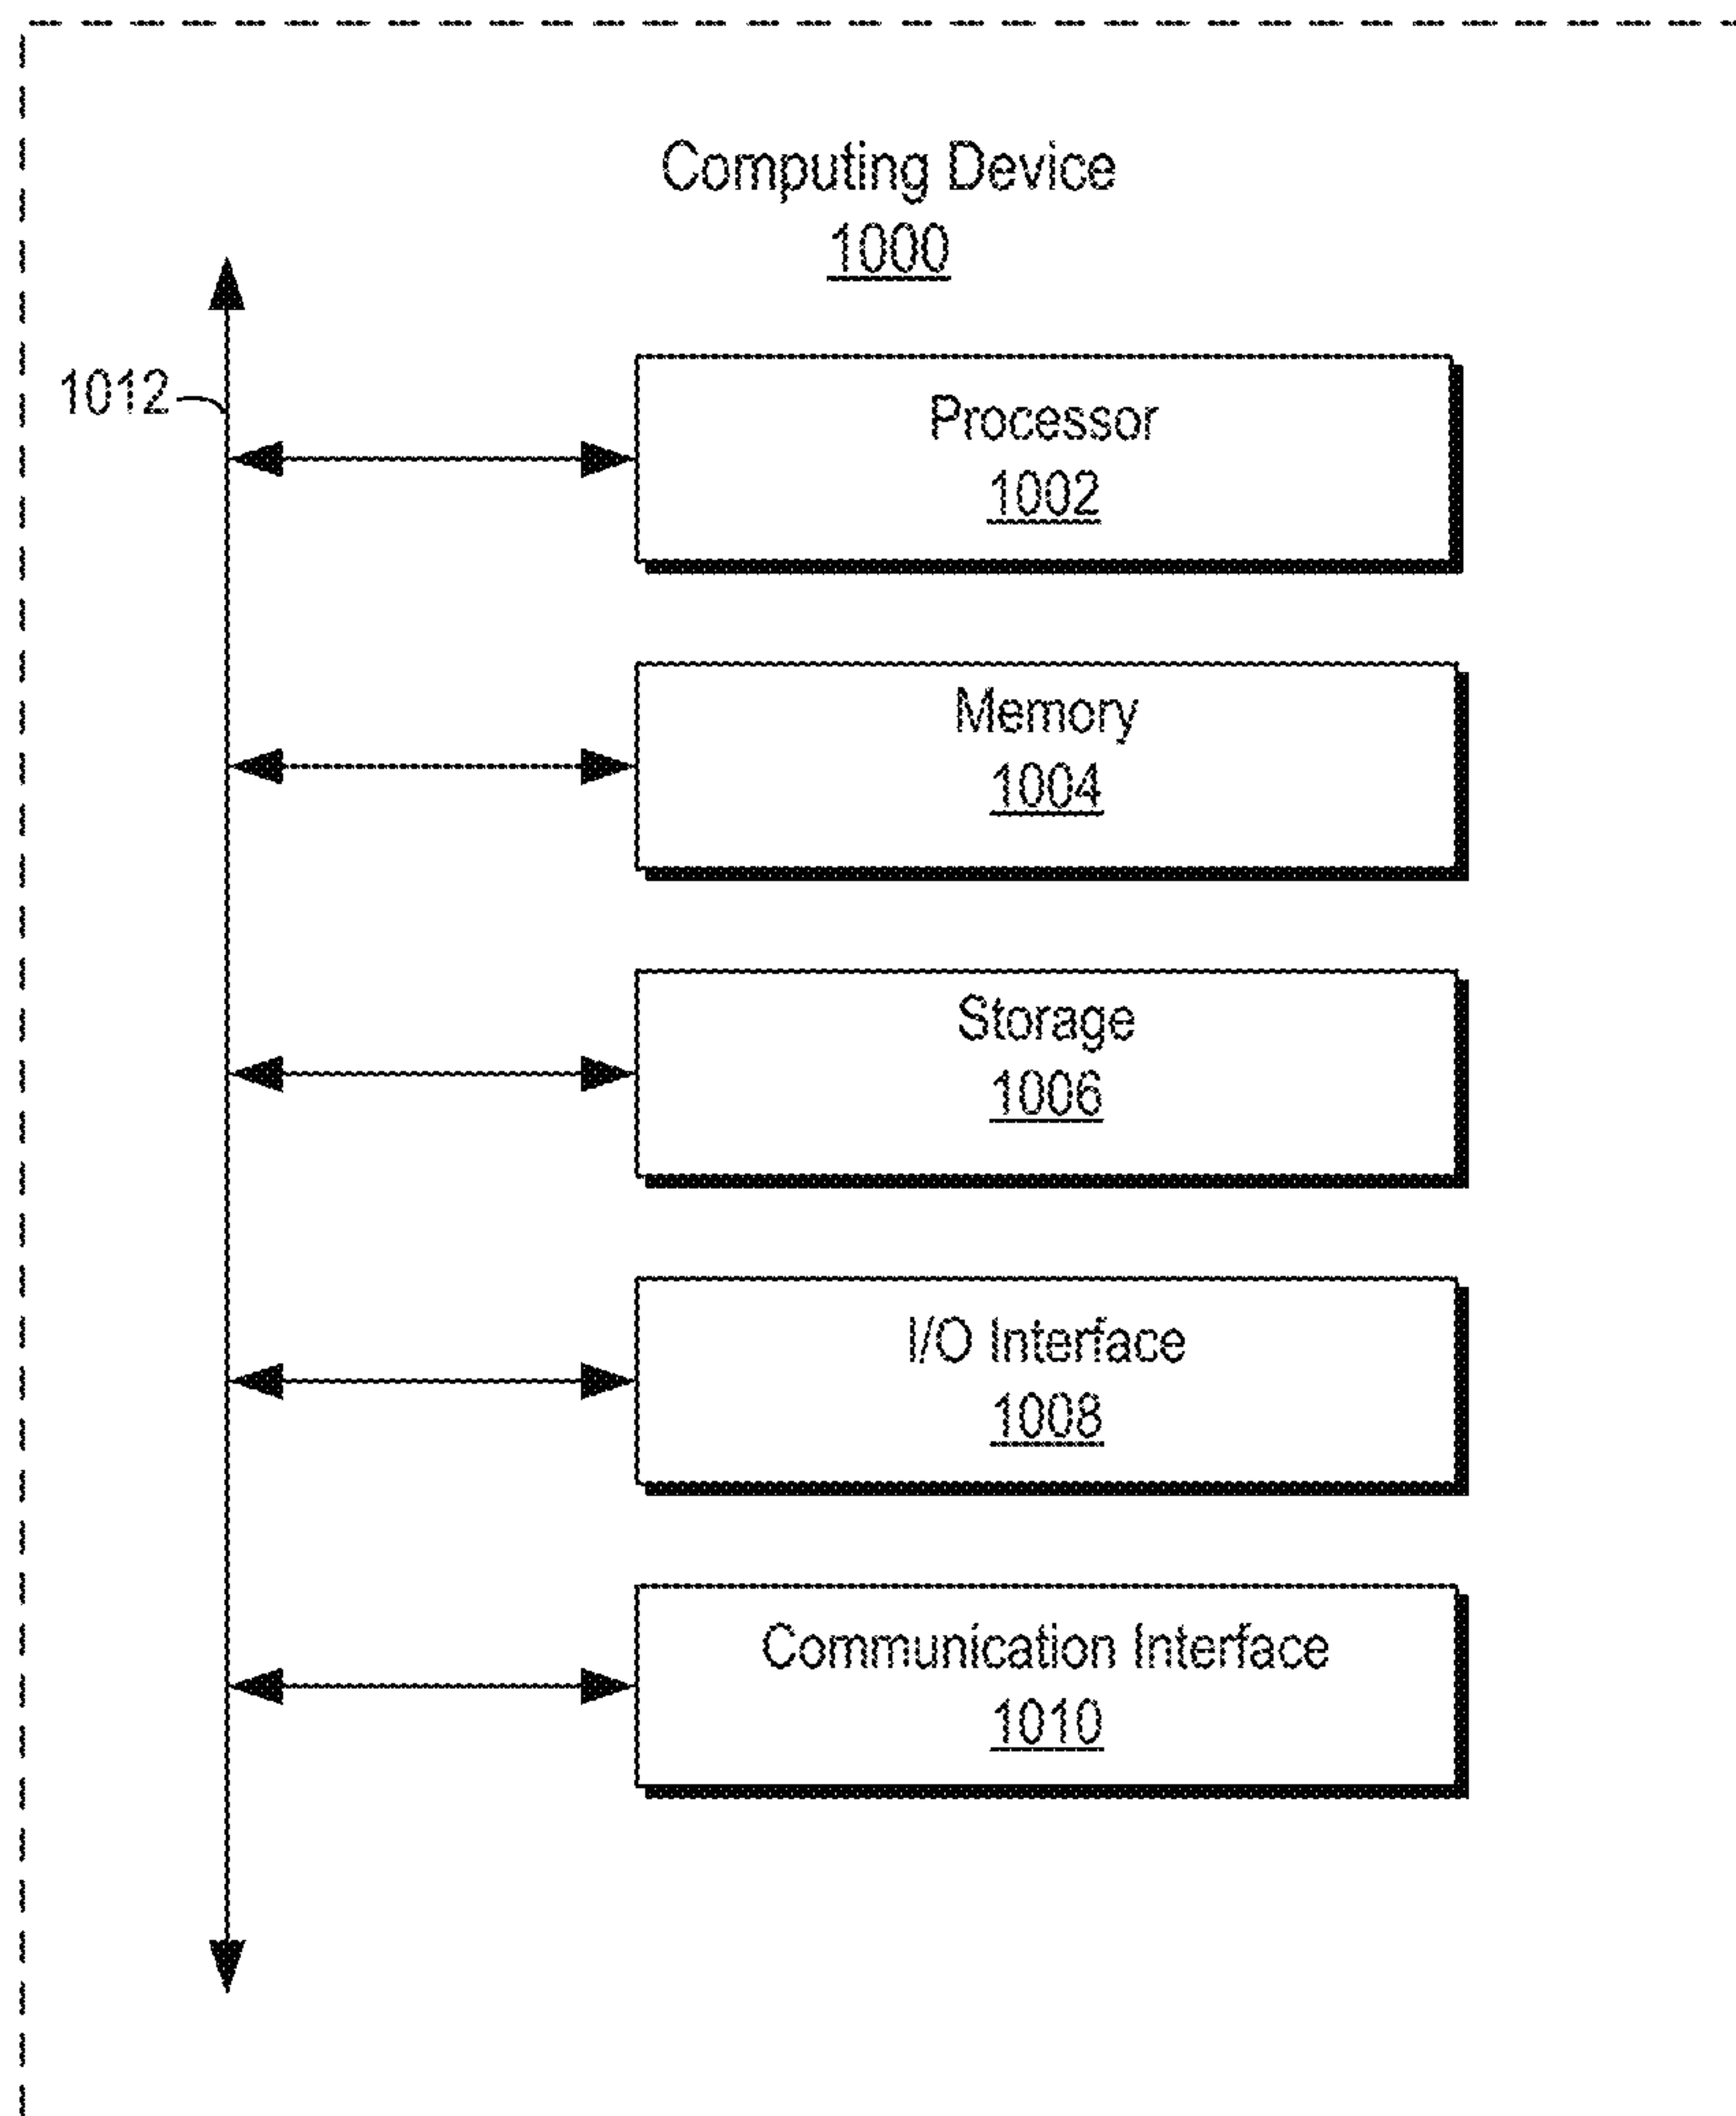 Computing Device
1000
1012
Processor
1002
Memory
1004
Storage
1006
I/O Interface
1008
Communication Interface
1010